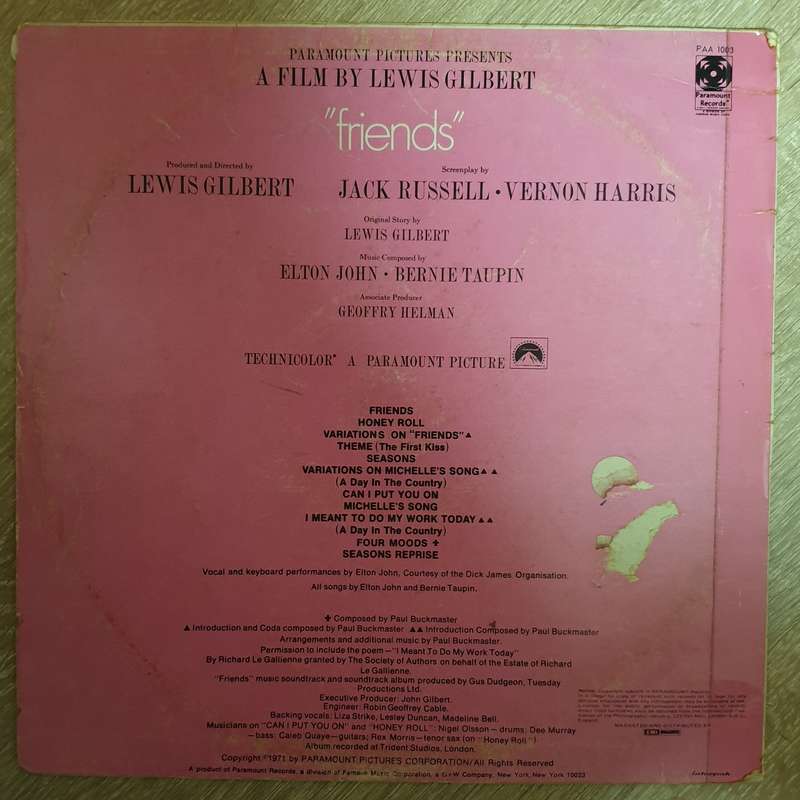 PAA 1003
Paramount
Records
PARAMOUNT PICTURES PRESENTS
A FILM BY LEWIS GILBERT
"friends"
Produced and Directed by
LEWIS GILBERT
Screenplay by
JACK RUSSELL • VERNON HARRIS
Original Story by
LEWIS GILBERT
Music Composed by
ELTON JOHN • BERNIE TAUPIN
Associate Producer
GEOFFRY HELMAN
TECHNICOLOR® A PARAMOUNT PICTURE
FRIENDS
HONEY ROLL
VARIATIONS ON "FRIENDS"▲
THEME (The First Kiss)
SEASONS
VARIATIONS ON MICHELLE'S SONG▲▲
(A Day In The Country)
CAN I PUT YOU ON
MICHELLE'S SONG
I MEANT TO DO MY WORK TODAY▲▲
(A Day In The Country)
FOUR MOODS ✚
SEASONS REPRISE
Vocal and keyboard performances by Elton John, Courtesy of the Dick James Organisation.
All songs by Elton John and Bernie Taupin.
✚ Composed by Paul Buckmaster
▲ Introduction and Coda composed by Paul Buckmaster ▲▲ Introduction Composed by Paul Buckmaster
Arrangements and additional music by Paul Buckmaster.
Permission to include the poem—"I Meant To Do My Work Today"
By Richard Le Gallienne granted by The Society of Authors on behalf of the Estate of Richard
Le Gallienne.
"Friends" music soundtrack and soundtrack album produced by Gus Dudgeon, Tuesday
Productions Ltd.
Executive Producer: John Gilbert.
Engineer: Robin Geoffrey Cable.
Backing vocals: Liza Strike, Lesley Duncan, Madeline Bell.
Musicians on "CAN I PUT YOU ON" and "HONEY ROLL": Nigel Olsson—drums; Dee Murray
—bass; Caleb Quaye—guitars; Rex Morris—tenor sax (on "Honey Roll").
Album recorded at Trident Studios, London.
Copyright ©1971 by PARAMOUNT PICTURES CORPORATION/All Rights Reserved
A product of Paramount Records, a division of Famous Music Corporation, a G+W Company, New York, New York 10023
EMI